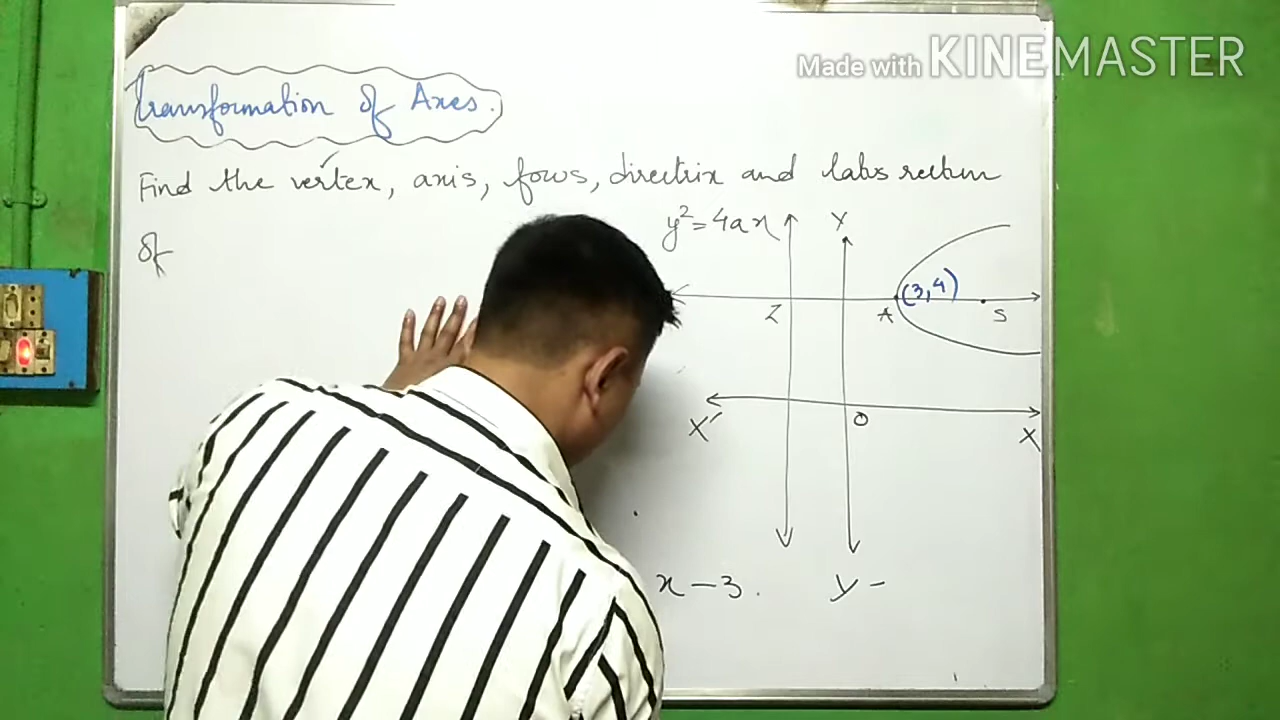 Made with KINEMASTER
Transformation of Axes.
Find the vertex, axis, focus, directrix and latus rectum
of
y²=4ax
Y
(3,4)
Z
A
S
X'
O
X
x-3. y-